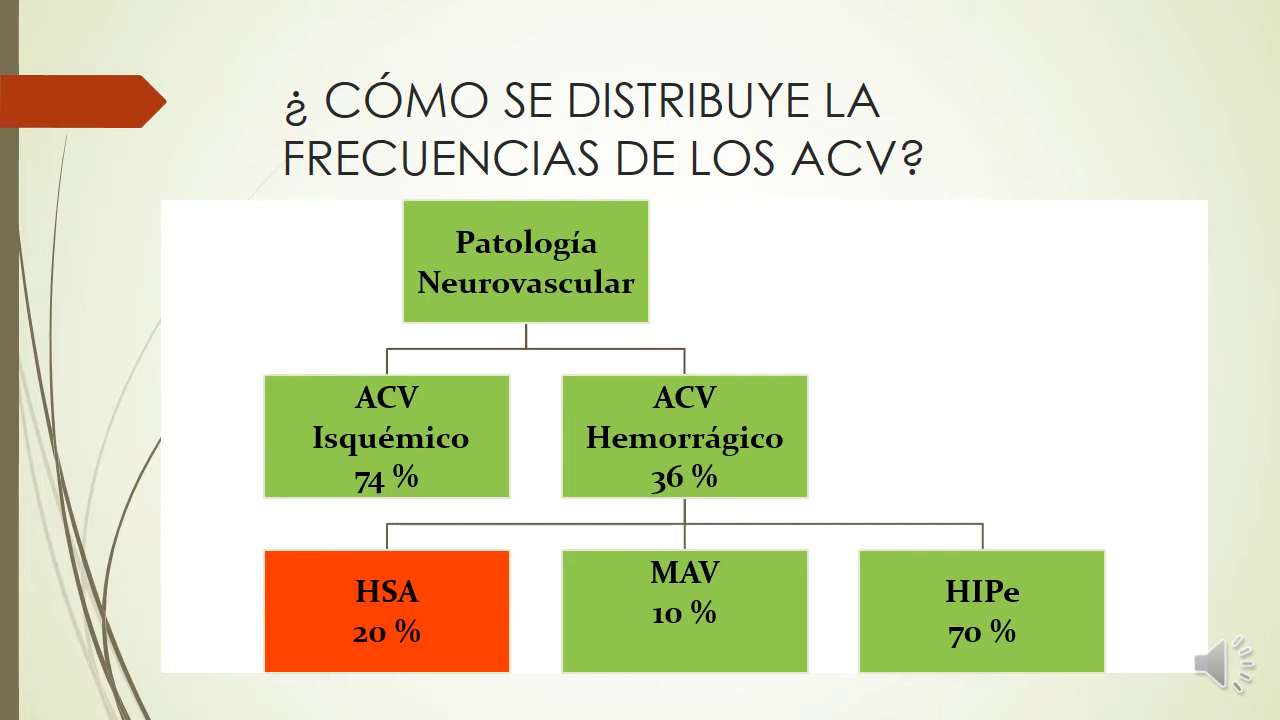 ¿ CÓMO SE DISTRIBUYE LA
FRECUENCIAS DE LOS ACV?
Patología
Neurovascular
ACV
Isquémico
74 %
ACV
Hemorrágico
36 %
HSA
20 %
MAV
10 %
HIPe
70 %